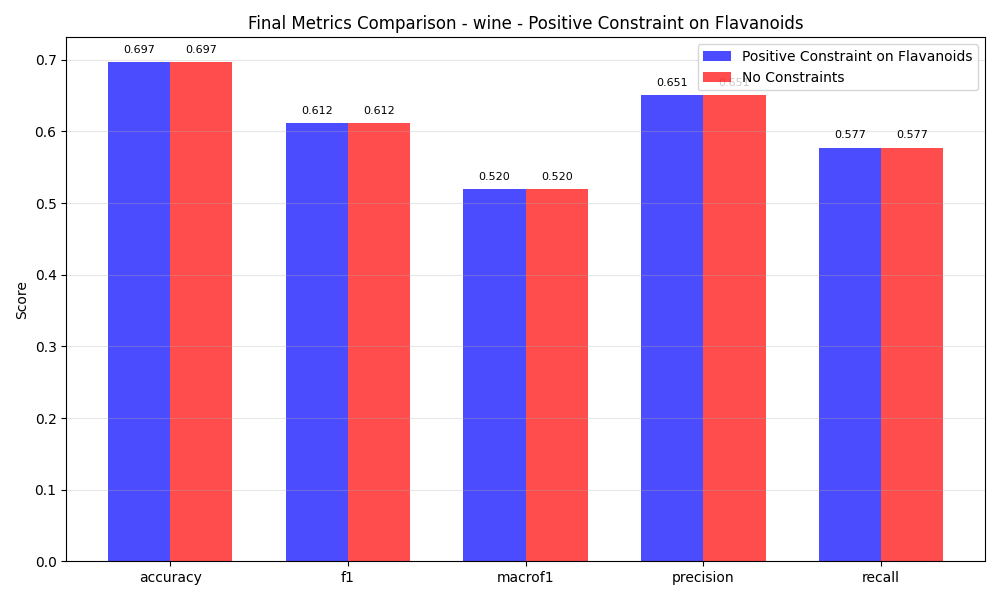 Final Metrics Comparison - wine - Positive Constraint on Flavanoids
Positive Constraint on Flavanoids
No Constraints
0.697 0.697
0.612 0.612
0.520 0.520
0.651 0.651
0.577 0.577
Score
0.7
0.6
0.5
0.4
0.3
0.2
0.1
0.0
accuracy f1 macrof1 precision recall